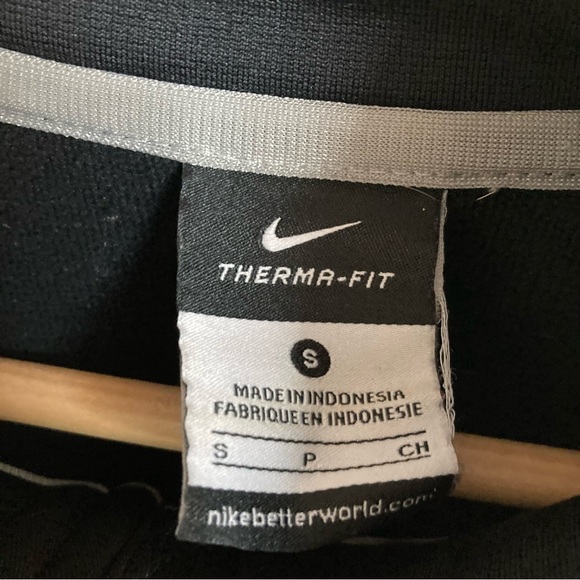 THERMA-FIT
S
MADE IN INDONESIA
FABRIQUE EN INDONESIE
S P CH
nikebetterworld.com